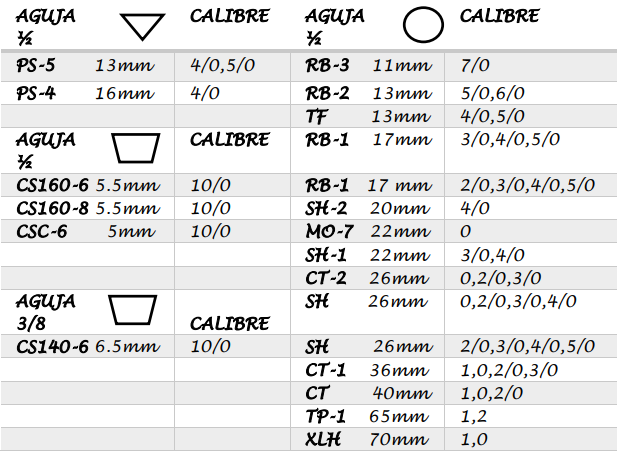 AGUJA CALIBRE AGUJA CALIBRE
½ ½
PS-5 13mm 4/0,5/0 RB-3 11mm 7/0
PS-4 16mm 4/0 RB-2 13mm 5/0,6/0
TF 13mm 4/0,5/0
AGUJA CALIBRE RB-1 17mm 3/0,4/0,5/0
½
CS160-6 5.5mm 10/0 RB-1 17 mm 2/0,3/0,4/0,5/0
CS160-8 5.5mm 10/0 SH-2 20mm 4/0
CSC-6 5mm 10/0 MO-7 22mm 0
SH-1 22mm 3/0,4/0
CT-2 26mm 0,2/0,3/0
AGUJA SH 26mm 0,2/0,3/0,4/0
3/8 CALIBRE
CS140-6 6.5mm 10/0 SH 26mm 2/0,3/0,4/0,5/0
CT-1 36mm 1,0,2/0,3/0
CT 40mm 1,0,2/0
TP-1 65mm 1,2
XLH 70mm 1,0